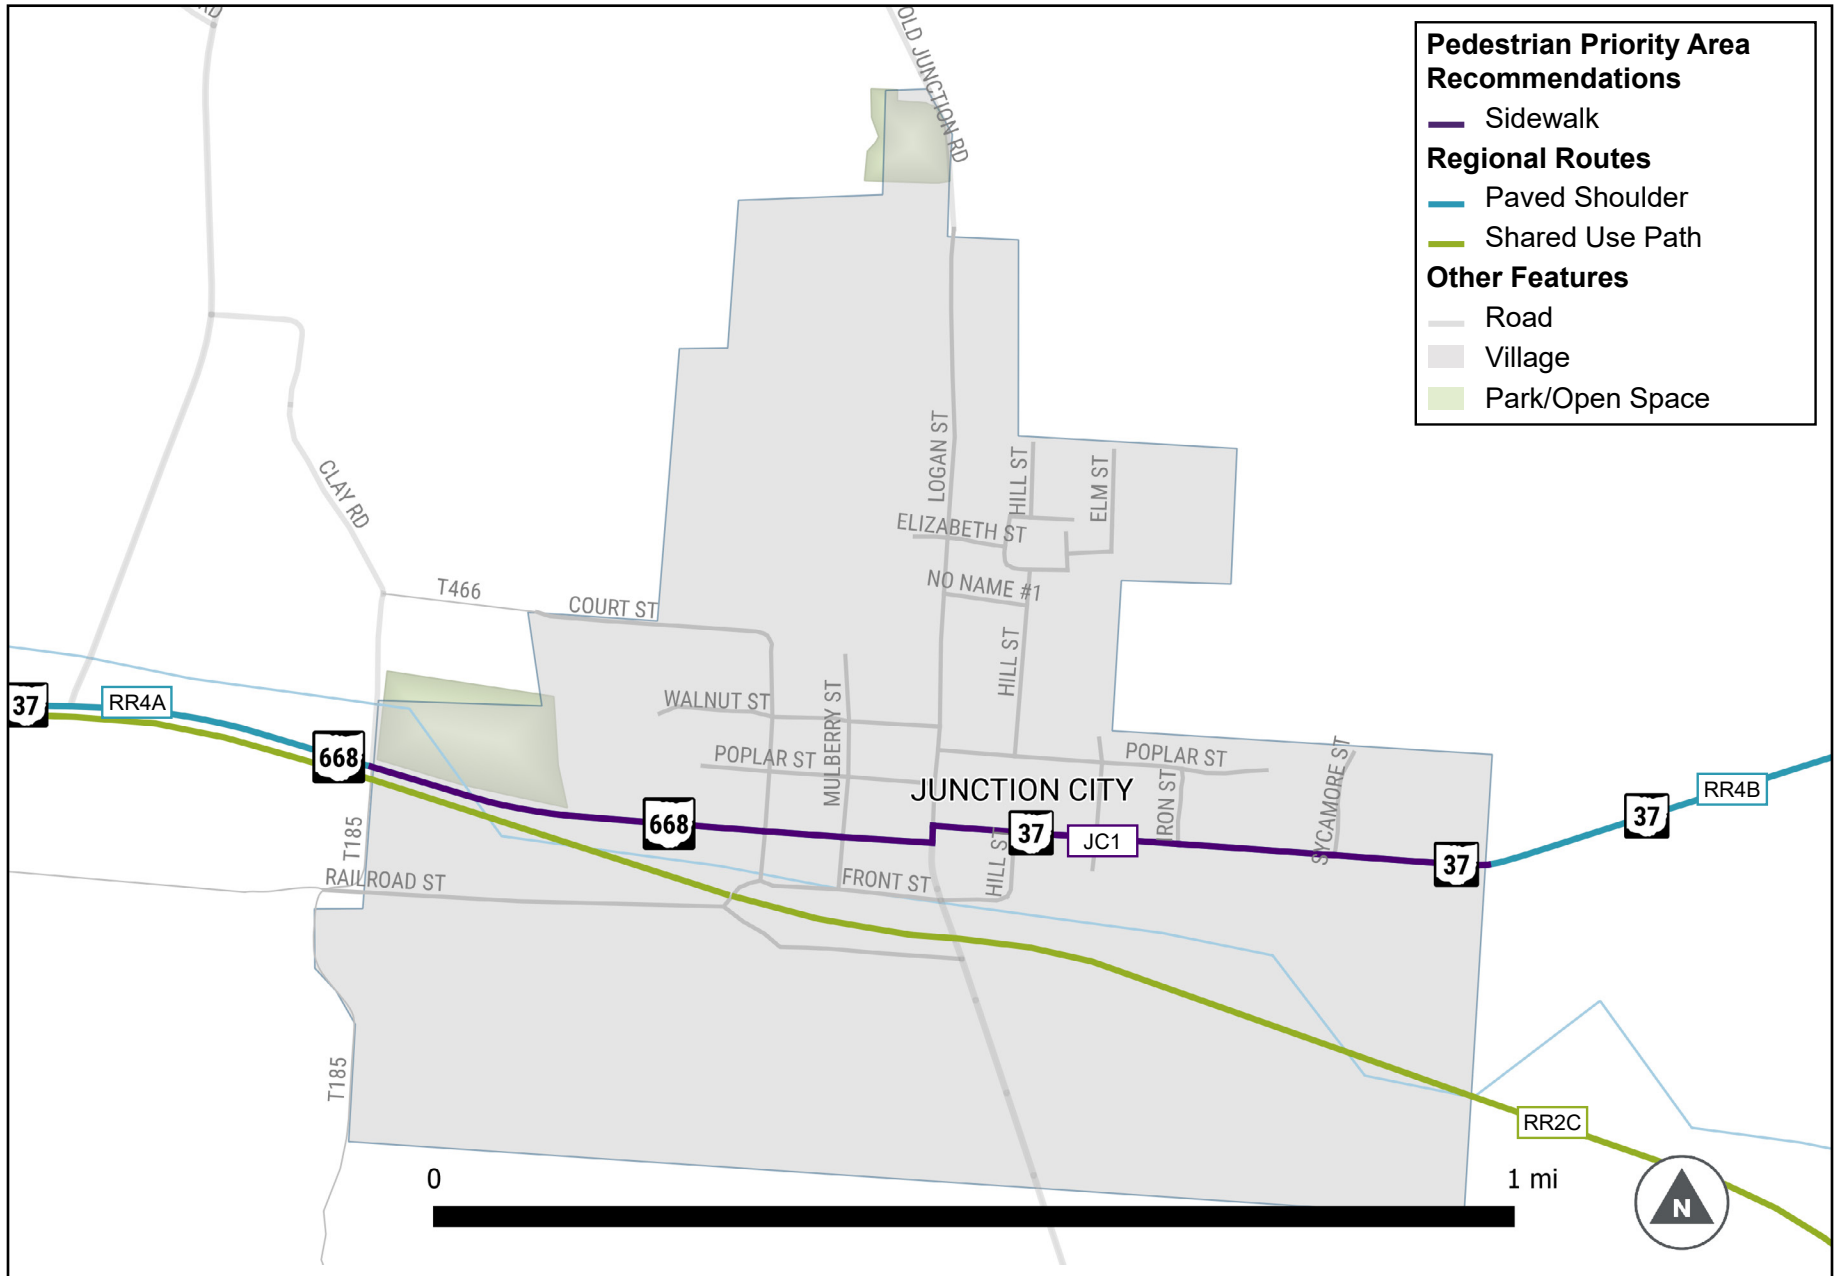 RD
OLD JUNCTION RD
Pedestrian Priority Area
Recommendations
Sidewalk
Regional Routes
Paved Shoulder
Shared Use Path
Other Features
Road
Village
Park/Open Space
LOGAN ST
HILL ST
ELM ST
CLAY RD
ELIZABETH ST
NO NAME #1
T466
COURT ST
HILL ST
WALNUT ST
MULBERRY ST
37
RR4A
668
POPLAR ST
POPLAR ST
SYCAMORE ST
JUNCTION CITY
IRON ST
RR4B
37
668
37
JC1
37
T185
HILL ST
RAILROAD ST
FRONT ST
T185
RR2C
0
1 mi
N